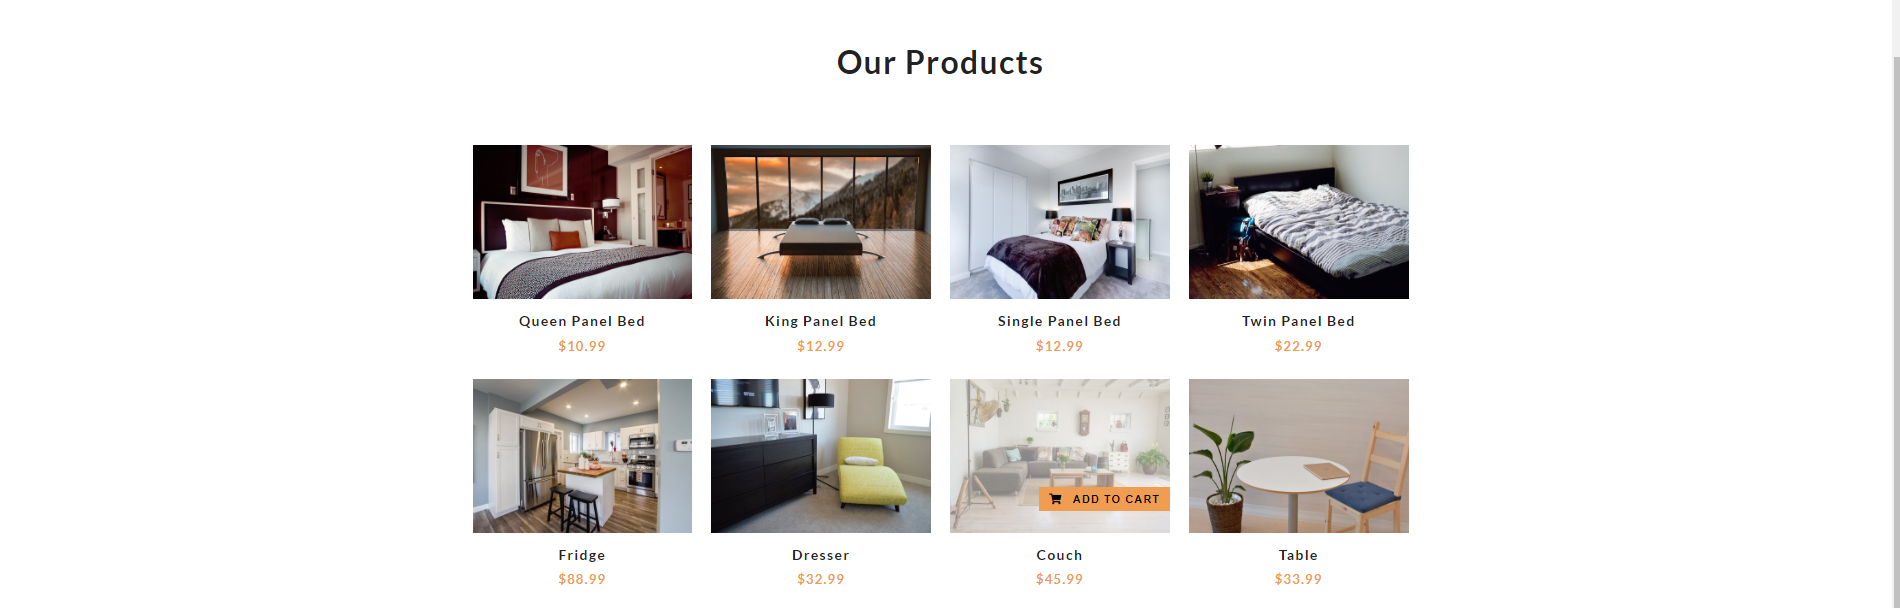 Our Products
Queen Panel Bed
$10.99
King Panel Bed
$12.99
Single Panel Bed
$12.99
Twin Panel Bed
$22.99
ADD TO CART
Fridge
$88.99
Dresser
$32.99
Couch
$45.99
Table
$33.99